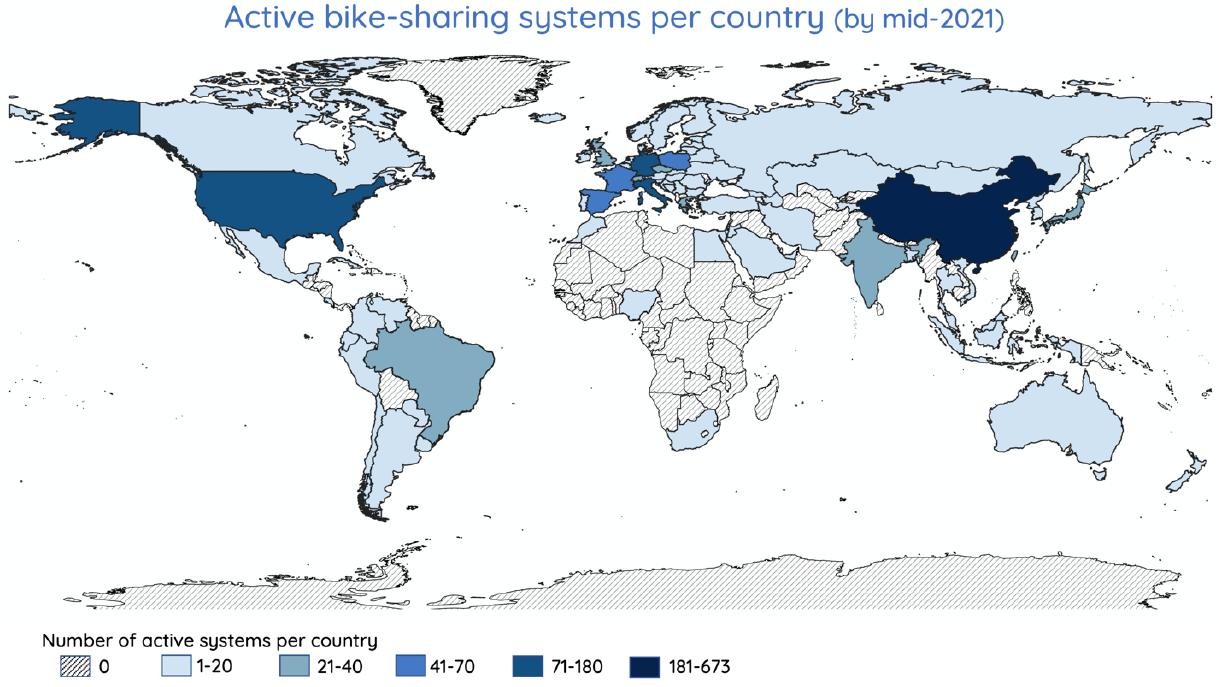 Active bike-sharing systems per country (by mid-2021)
Number of active systems per country
0 1-20 21-40 41-70 71-180 181-673